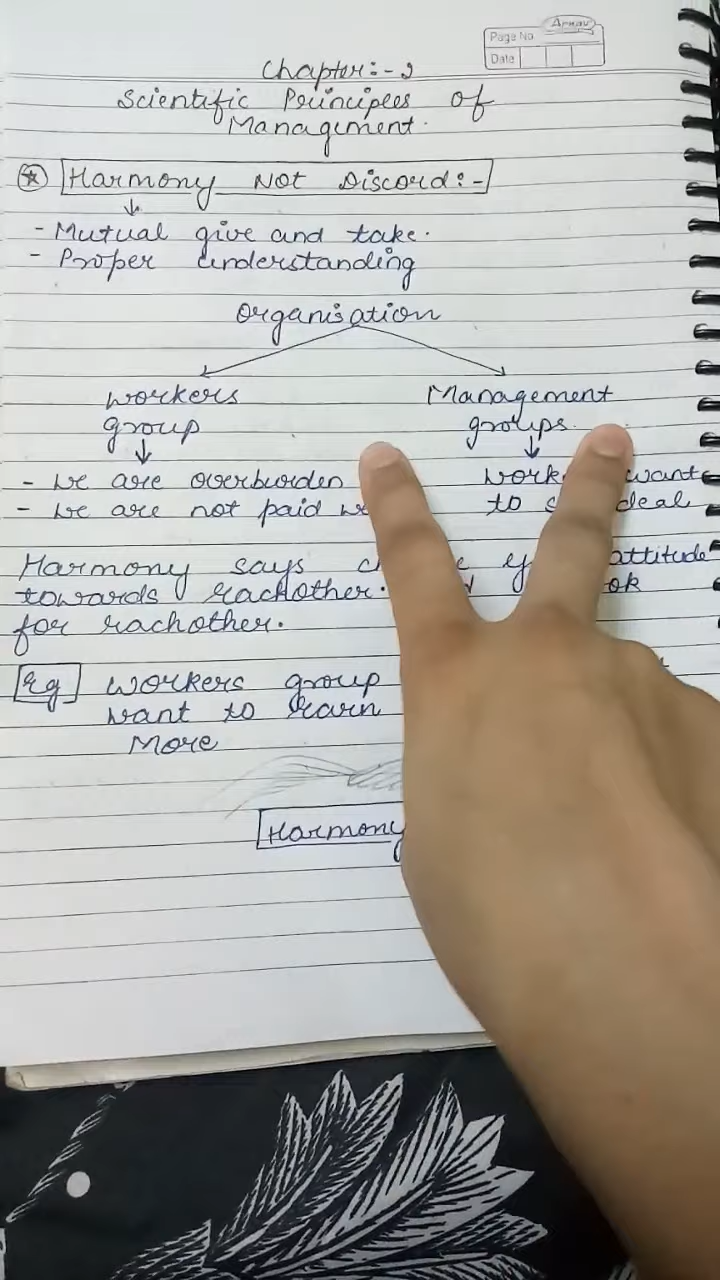 Arnav
Page No.
Date
Chapter:- 2
Scientific Principles of
Management.
Harmony Not Discord:-
- Mutual give and take.
- Proper understanding
Organisation
Workers
group
Management
groups.
- We are overburden
- We are not paid
want
to deal
Harmony says attitude
towards eachother.
for eachother.
Eg
Workers group
want to earn
More
Harmony